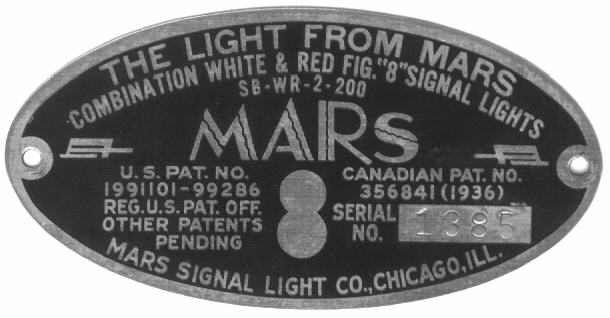 THE LIGHT FROM MARS
COMBINATION WHITE & RED FIG. "8" SIGNAL LIGHTS
SB-WR-2-200
MARS
U.S. PAT. NO.
1991101-99286
REG. U.S. PAT. OFF.
OTHER PATENTS
PENDING
8
CANADIAN PAT. NO.
356841 (1936)
SERIAL
NO. 1385
MARS SIGNAL LIGHT CO., CHICAGO, ILL.